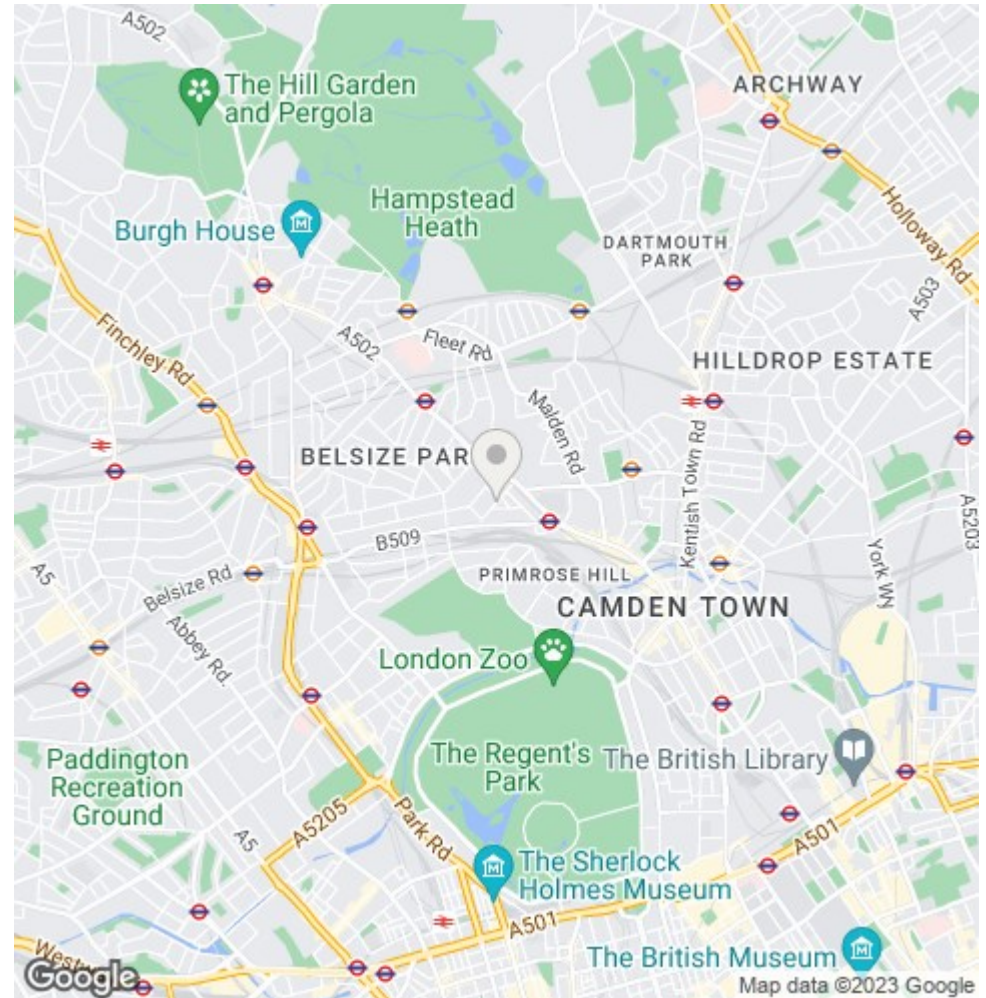 A502
The Hill Garden
and Pergola
ARCHWAY
Hampstead
Heath
Burgh House
Holloway Rd
DARTMOUTH
PARK
A503
Finchley Rd
A502
Fleet Rd
HILLDROP ESTATE
Malden Rd
BELSIZE PAR
Kentish Town Rd
A5203
B509
York Wy
A5
Belsize Rd
PRIMROSE HILL
CAMDEN TOWN
Abbey Rd.
London Zoo
The Regent's
Park
The British Library
Paddington
Recreation
Ground
A5205
Park Rd
A5
A501
The Sherlock
Holmes Museum
A501
The British Museum
Westw
Google
Map data ©2023 Google